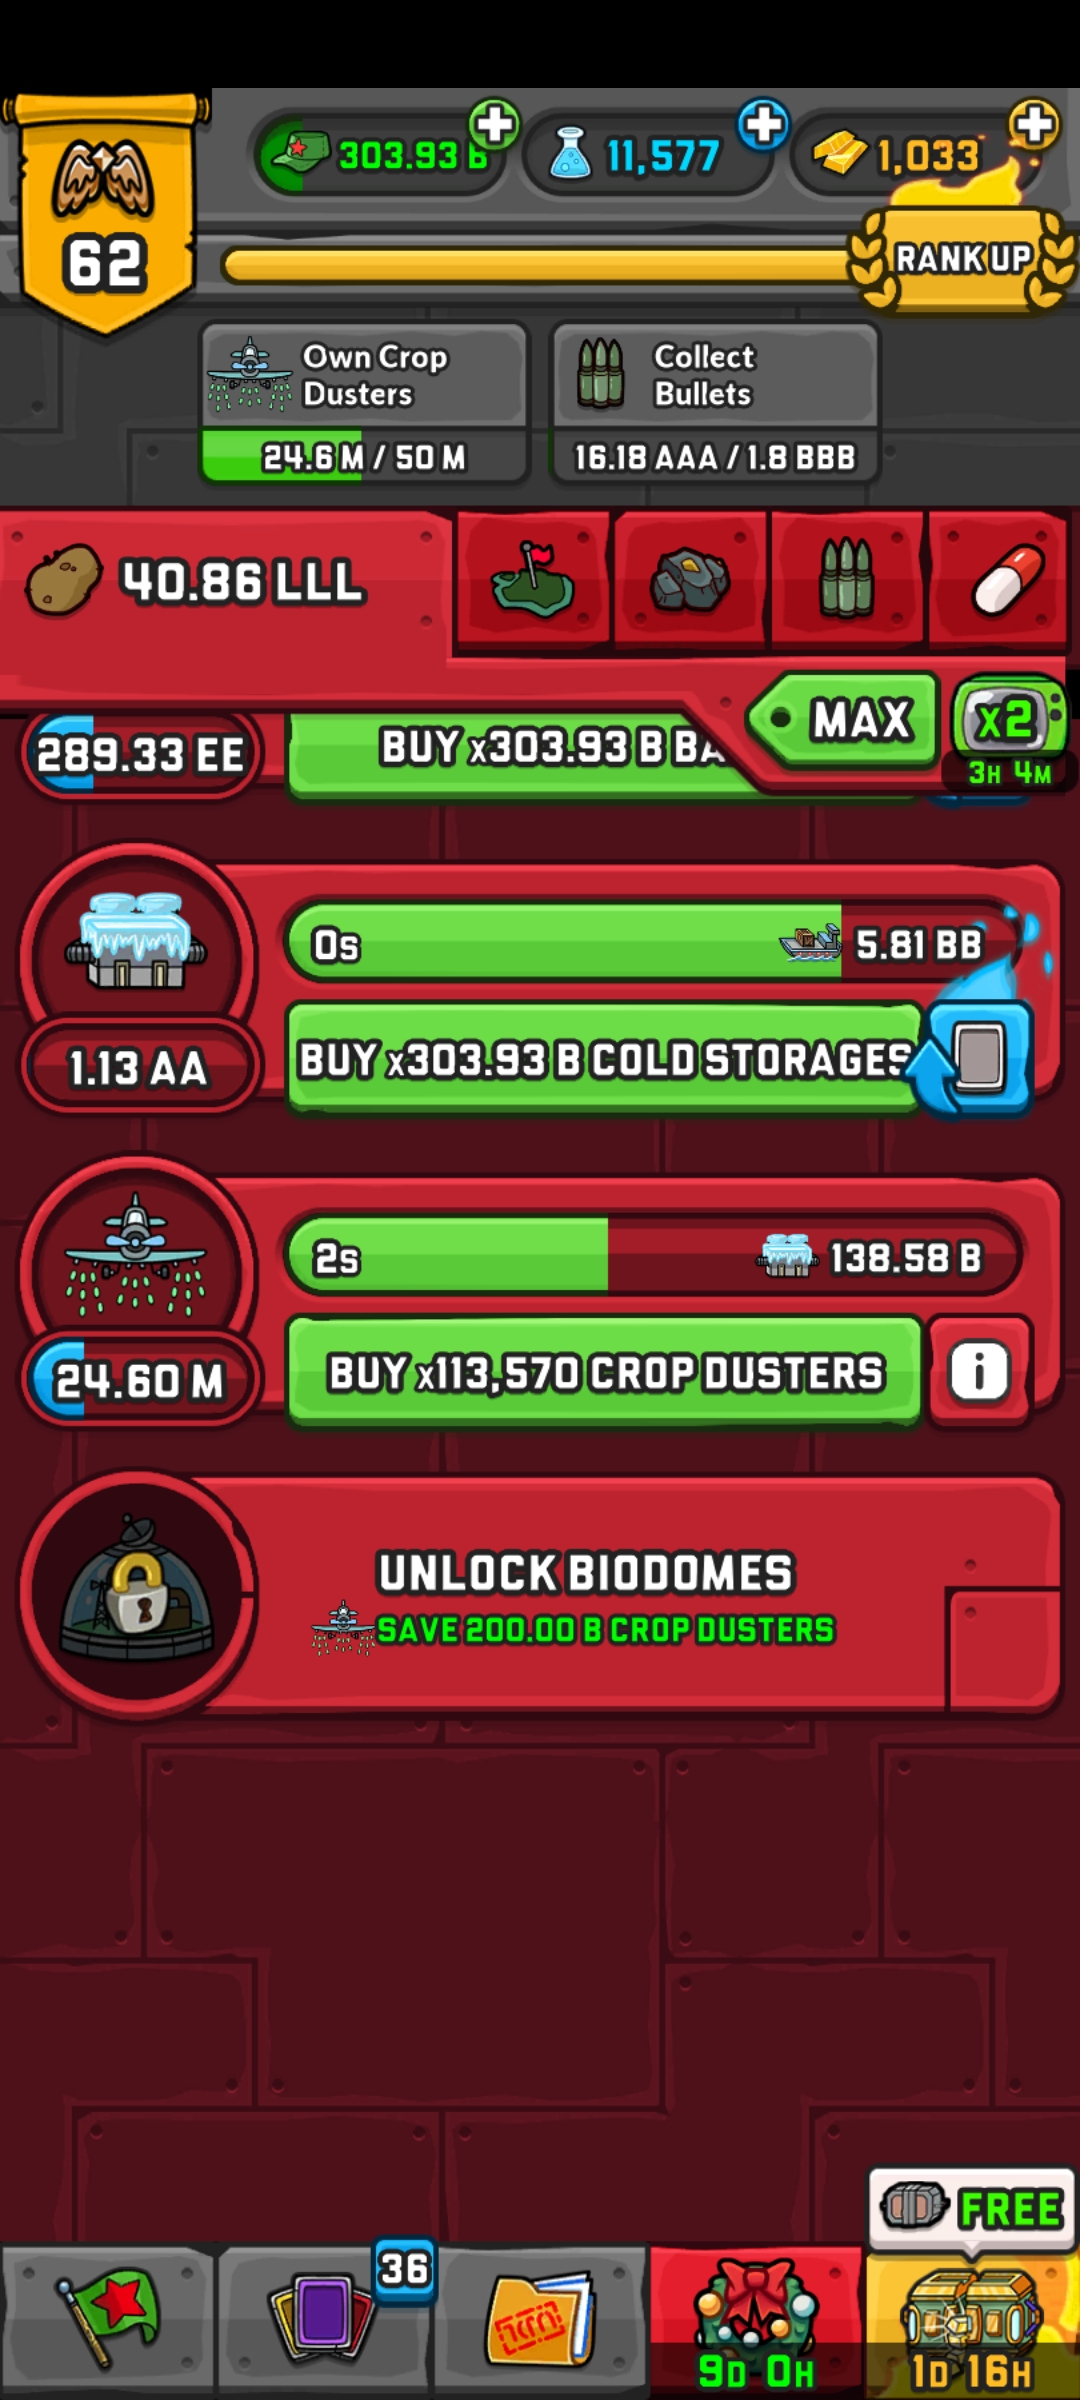 303.93 B
11,577
1,033
62
RANK UP
Own Crop
Dusters
24.6 M / 50 M
Collect
Bullets
16.18 AAA / 1.8 BBB
40.86 LLL
MAX
x2
3H 4M
289.33 EE
BUY x303.93 B BA
0s
5.81 BB
1.13 AA
BUY x303.93 B COLD STORAGES
2s
138.58 B
24.60 M
BUY x113,570 CROP DUSTERS
i
UNLOCK BIODOMES
SAVE 200.00 B CROP DUSTERS
FREE
36
9D 0H
1D 16H